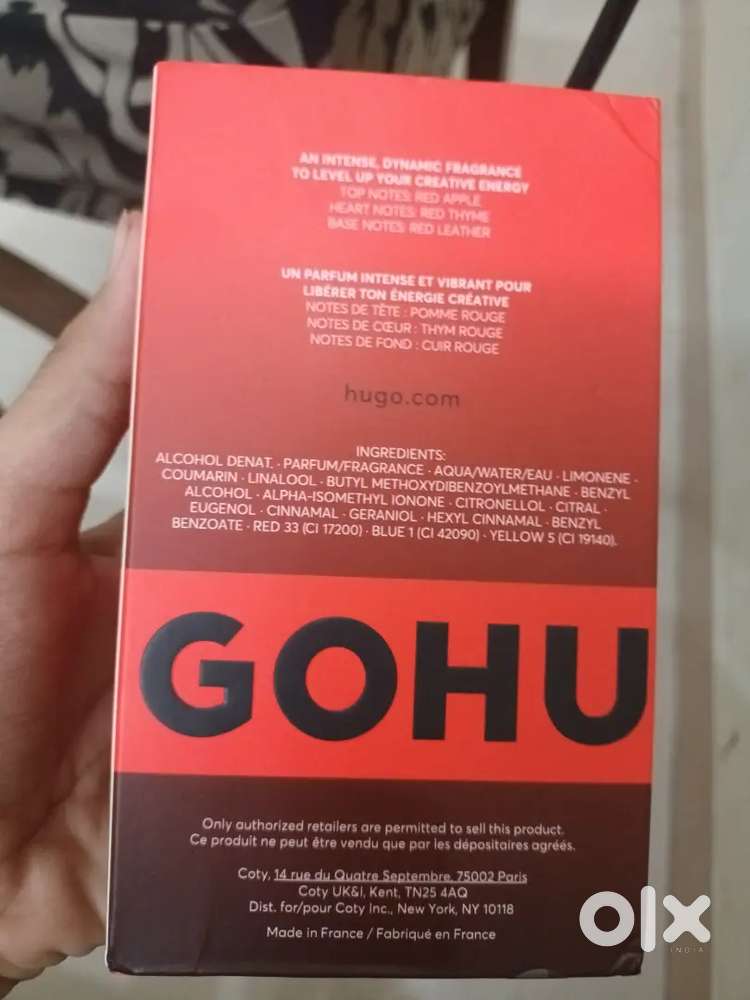 AN INTENSE, DYNAMIC FRAGRANCE
TO LEVEL UP YOUR CREATIVE ENERGY
TOP NOTES: RED APPLE
HEART NOTES: RED THYME
BASE NOTES: RED LEATHER
UN PARFUM INTENSE ET VIBRANT POUR
LIBÉRER TON ÉNERGIE CRÉATIVE
NOTES DE TÊTE : POMME ROUGE
NOTES DE CŒUR : THYM ROUGE
NOTES DE FOND : CUIR ROUGE
hugo.com
INGREDIENTS:
ALCOHOL DENAT. · PARFUM/FRAGRANCE · AQUA/WATER/EAU · LIMONENE ·
COUMARIN · LINALOOL · BUTYL METHOXYDIBENZOYLMETHANE · BENZYL
ALCOHOL · ALPHA-ISOMETHYL IONONE · CITRONELLOL · CITRAL ·
EUGENOL · CINNAMAL · GERANIOL · HEXYL CINNAMAL · BENZYL
BENZOATE · RED 33 (CI 17200) · BLUE 1 (CI 42090) · YELLOW 5 (CI 19140).
GOHU
Only authorized retailers are permitted to sell this product.
Ce produit ne peut être vendu que par les dépositaires agréés.
Coty, 14 rue du Quatre Septembre, 75002 Paris
Coty UK&I, Kent, TN25 4AQ
Dist. for/pour Coty Inc., New York, NY 10118
Made in France / Fabriqué en France
olx
INDIA